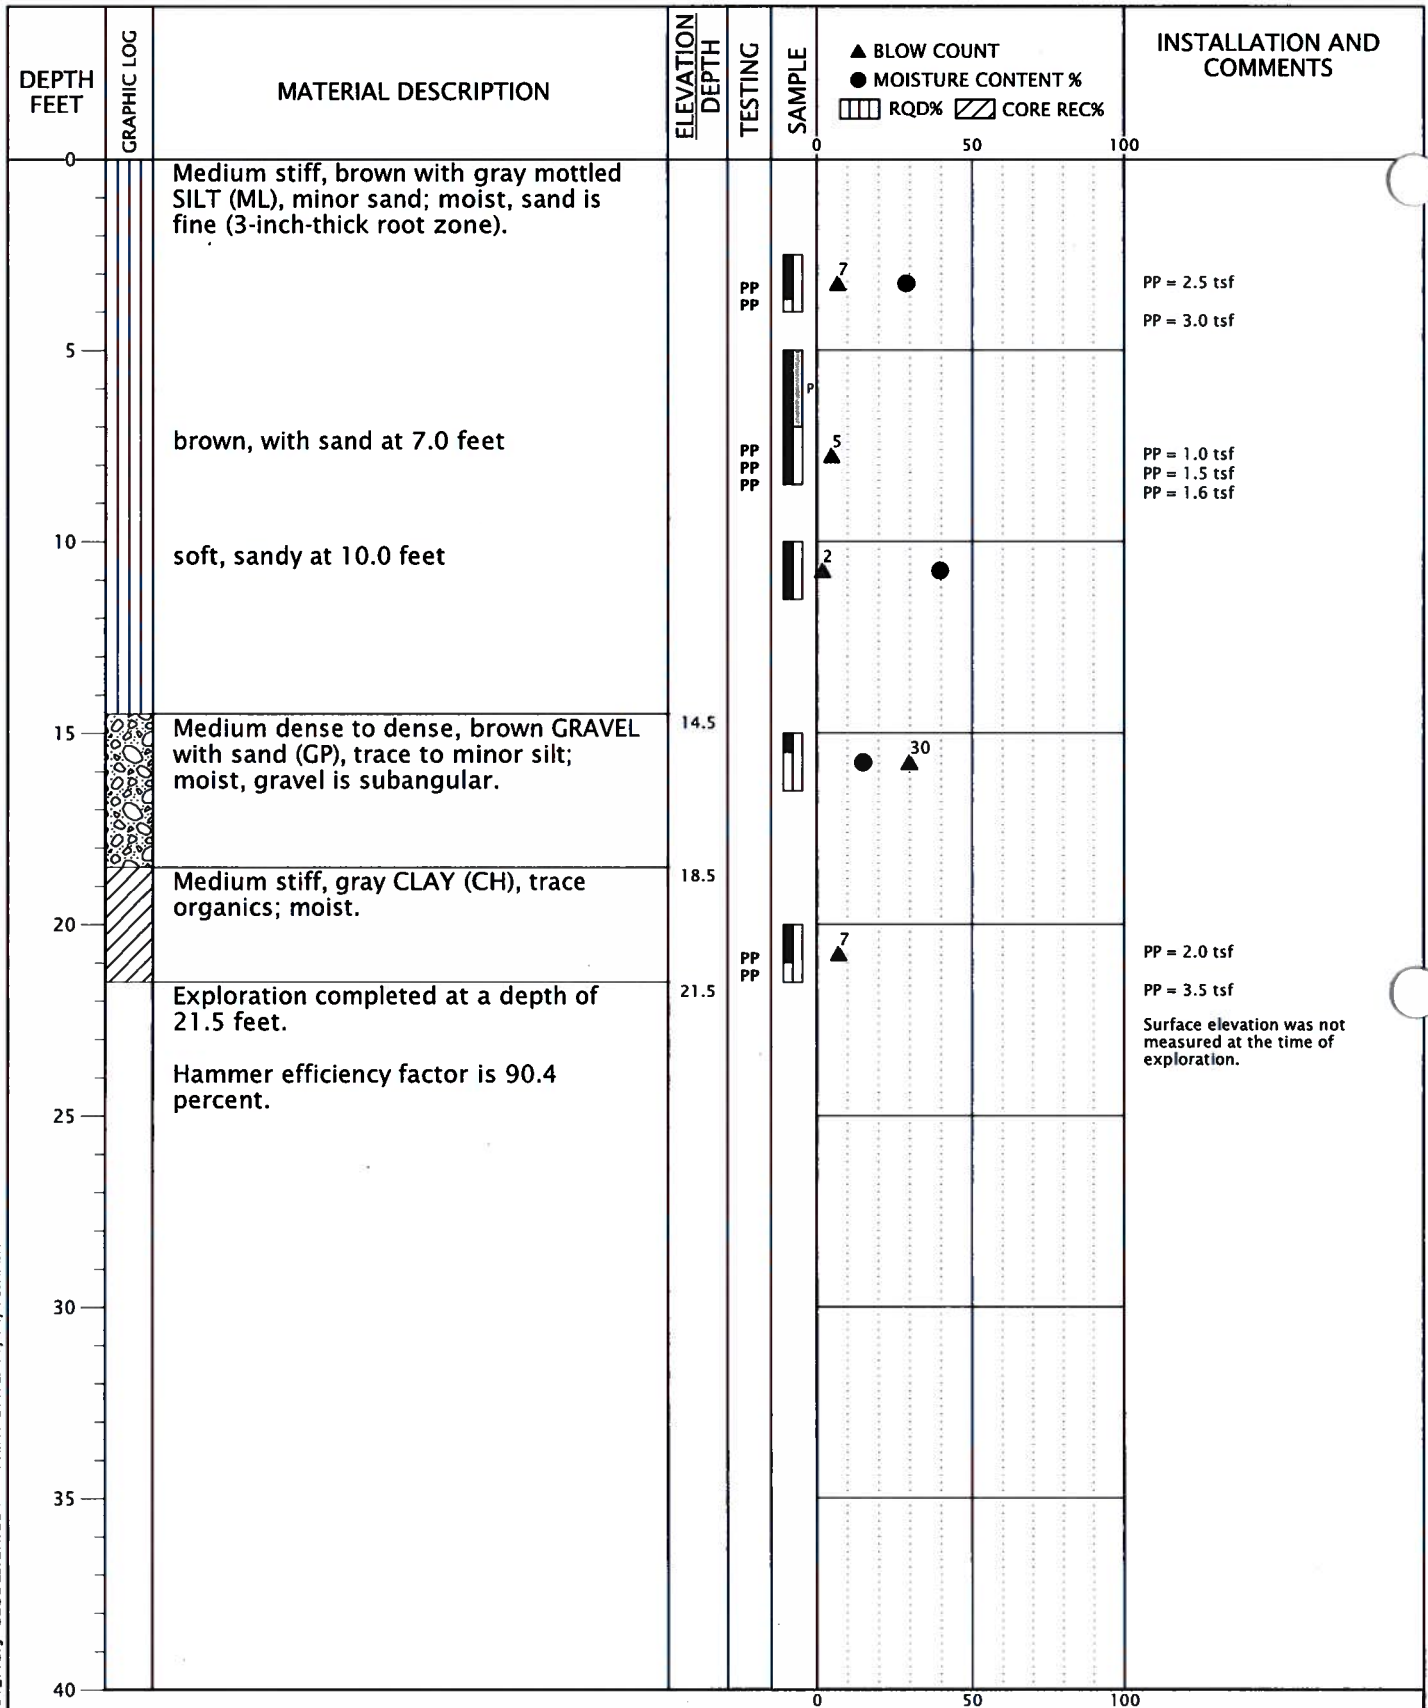 DEPTH
FEET
GRAPHIC LOG
MATERIAL DESCRIPTION
ELEVATION
DEPTH
TESTING
SAMPLE
▲ BLOW COUNT
● MOISTURE CONTENT %
RQD% CORE REC%
0 50 100
INSTALLATION AND
COMMENTS
0
Medium stiff, brown with gray mottled
SILT (ML), minor sand; moist, sand is
fine (3-inch-thick root zone).
7
PP
PP
PP = 2.5 tsf
PP = 3.0 tsf
5
P
brown, with sand at 7.0 feet
5
PP
PP
PP
PP = 1.0 tsf
PP = 1.5 tsf
PP = 1.6 tsf
10
soft, sandy at 10.0 feet
2
Medium dense to dense, brown GRAVEL
with sand (GP), trace to minor silt;
moist, gravel is subangular.
14.5
15
30
Medium stiff, gray CLAY (CH), trace
organics; moist.
18.5
20
7
PP
PP
PP = 2.0 tsf
PP = 3.5 tsf
Exploration completed at a depth of
21.5 feet.
21.5
Surface elevation was not
measured at the time of
exploration.
Hammer efficiency factor is 90.4
percent.
25
30
35
40
0 50 100